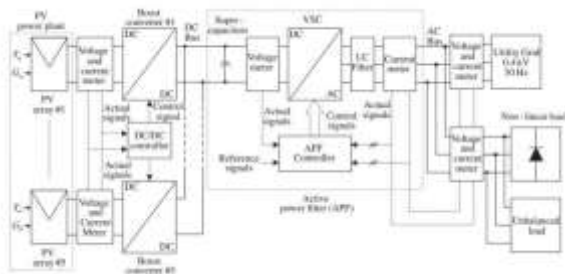 PV
power plant
Boost
converter #1
DC
Bus
Super-
capacitors
VSC
AC
Bus
Voltage
and
current
meter
DC
DC
Voltage
meter
DC
AC
LC
Filter
Current
meter
Voltage
and
current
meter
Utility Grid
0.4 kV
50 Hz
PV
array #1
Actual
signals
Control
signal
DC/DC
controller
Actual
signals
Actual
signals
Control
signals
Actual
signals
Reference
signals
APF
Controller
Voltage
and
current
meter
Non-linear load
Unbalanced
load
Active
power filter (APF)
Voltage
and
Current
Meter
DC
DC
PV
array #5
Boost
converter #5